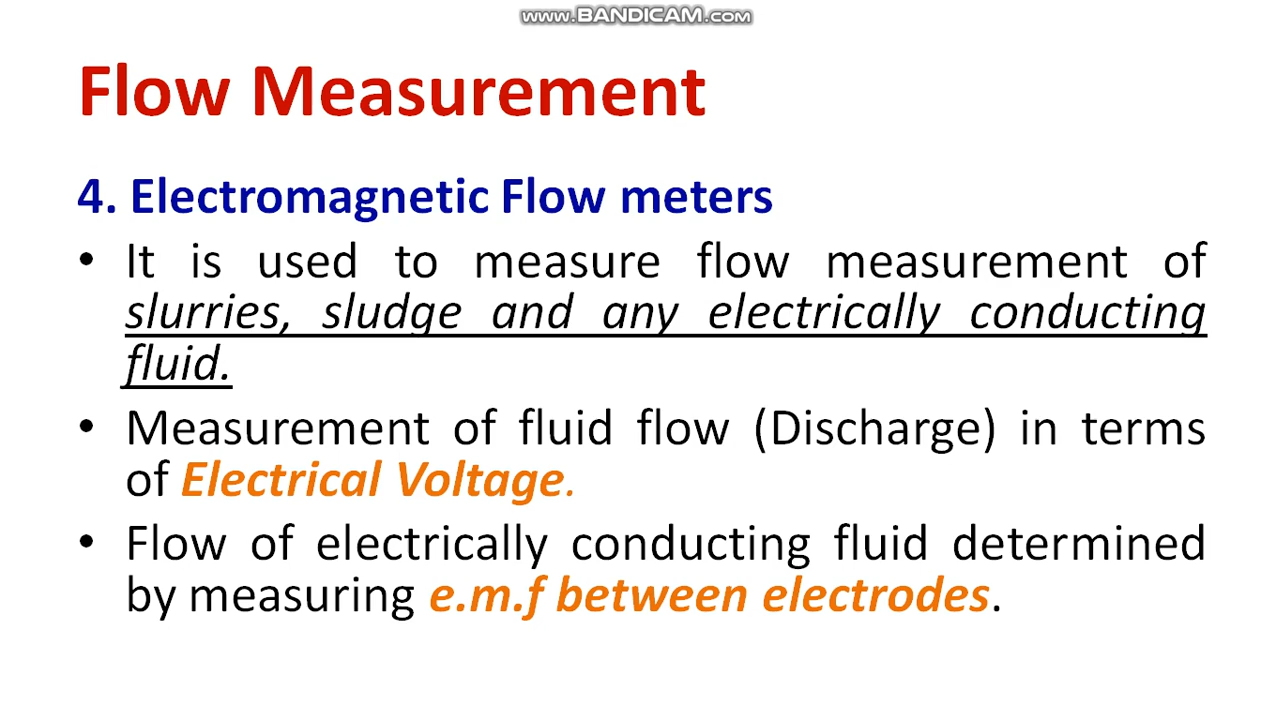 www.BANDICAM.com
Flow Measurement
4. Electromagnetic Flow meters
• It is used to measure flow measurement of
slurries, sludge and any electrically conducting
fluid.
• Measurement of fluid flow (Discharge) in terms
of Electrical Voltage.
• Flow of electrically conducting fluid determined
by measuring e.m.f between electrodes.